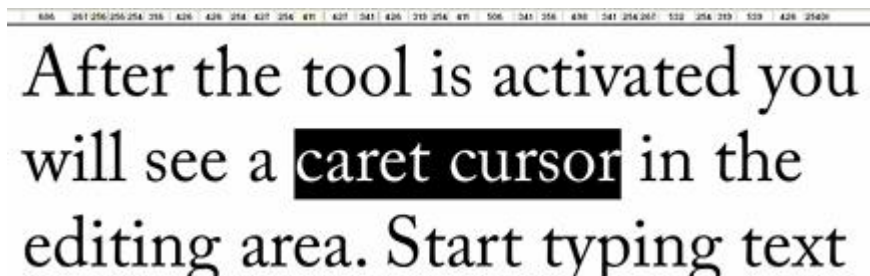 After the tool is activated you
will see a caret cursor in the
editing area. Start typing text